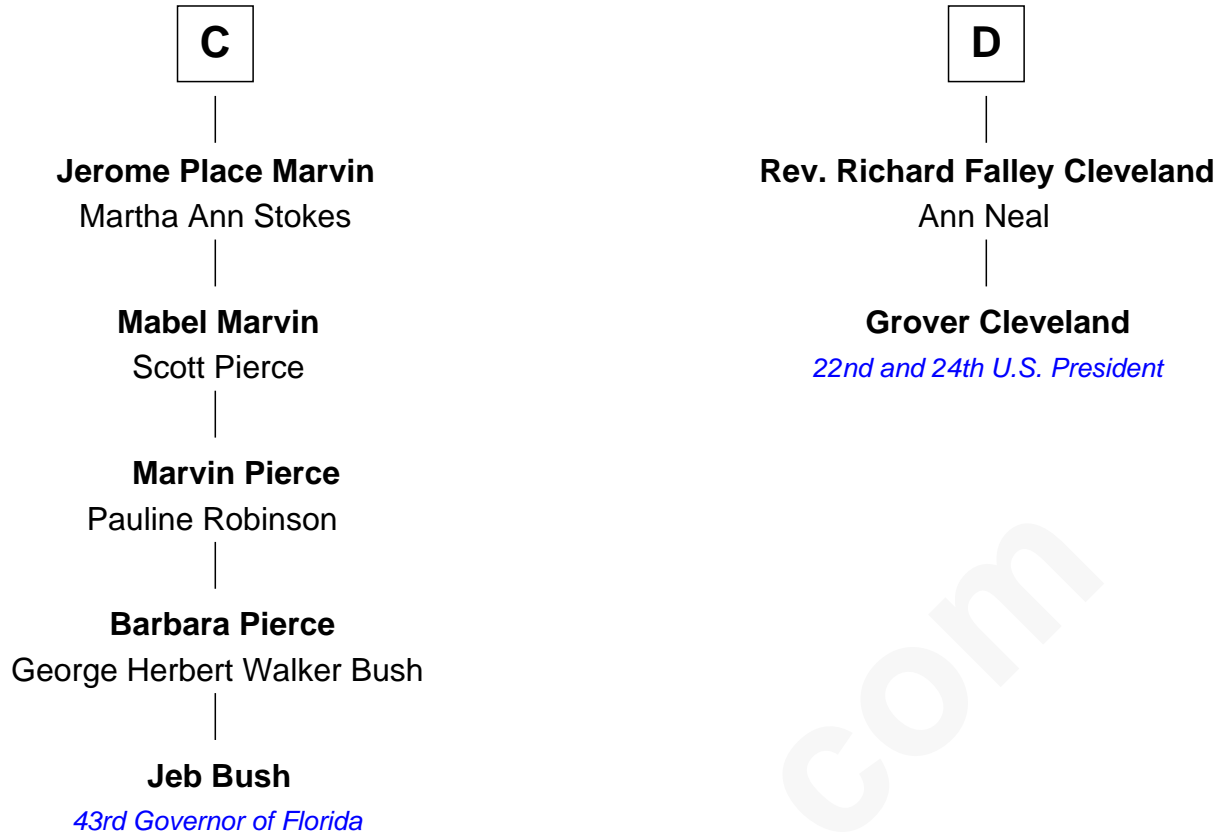 C
Jerome Place Marvin
Martha Ann Stokes
Mabel Marvin
Scott Pierce
Marvin Pierce
Pauline Robinson
Barbara Pierce
George Herbert Walker Bush
Jeb Bush
43rd Governor of Florida
D
Rev. Richard Falley Cleveland
Ann Neal
Grover Cleveland
22nd and 24th U.S. President
com